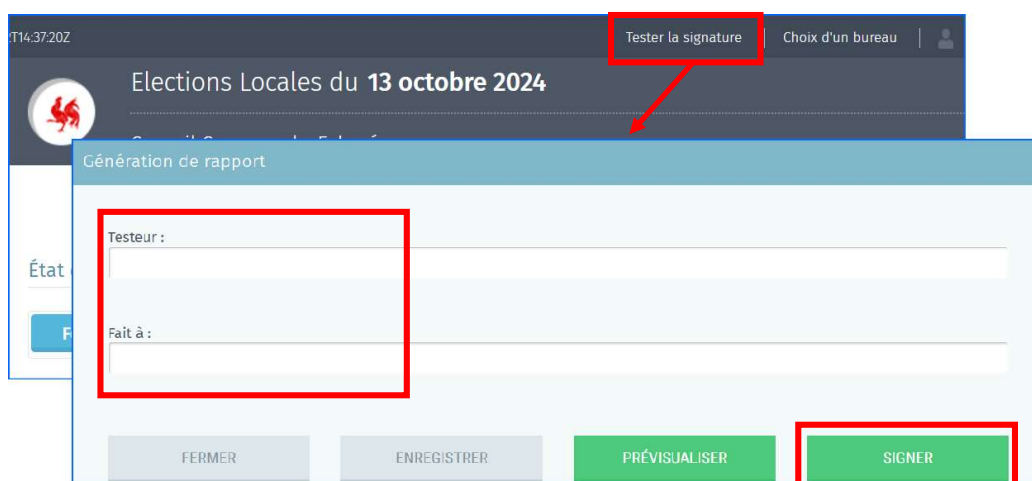 T14:37:20Z
Tester la signature
Choix d'un bureau
Elections Locales du 13 octobre 2024
Génération de rapport
Testeur :
État
Fait à :
FERMER
ENREGISTRER
PRÉVISUALISER
SIGNER